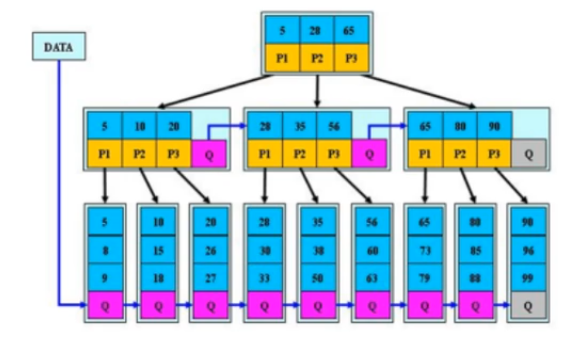 5 28 65
DATA
P1 P2 P3
5 10 20
28 35 56
65 80 90
P1 P2 P3 Q
P1 P2 P3 Q
P1 P2 P3 Q
5 10 20 28 35 56 65 80 90
8 15 26 30 38 60 73 85 96
9 18 27 33 50 63 79 88 99
Q Q Q Q Q Q Q Q Q